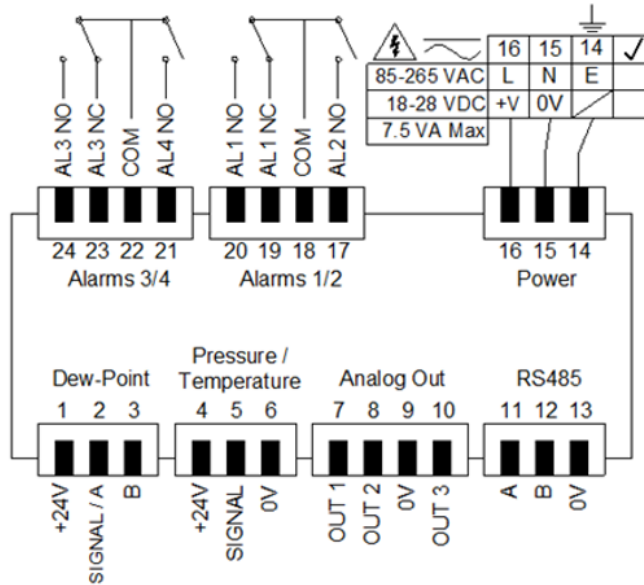 16 15 14 ✓
85-265 VAC L N E
18-28 VDC +V 0V
7.5 VA Max
AL3 NO
AL3 NC
COM
AL4 NO
AL1 NO
AL1 NC
COM
AL2 NO
24 23 22 21
Alarms 3/4
20 19 18 17
Alarms 1/2
16 15 14
Power
Dew-Point
1 2 3
Pressure /
Temperature
4 5 6
Analog Out
7 8 9 10
RS485
11 12 13
+24V
SIGNAL / A
B
+24V
SIGNAL
0V
OUT 1
OUT 2
0V
OUT 3
A
B
0V